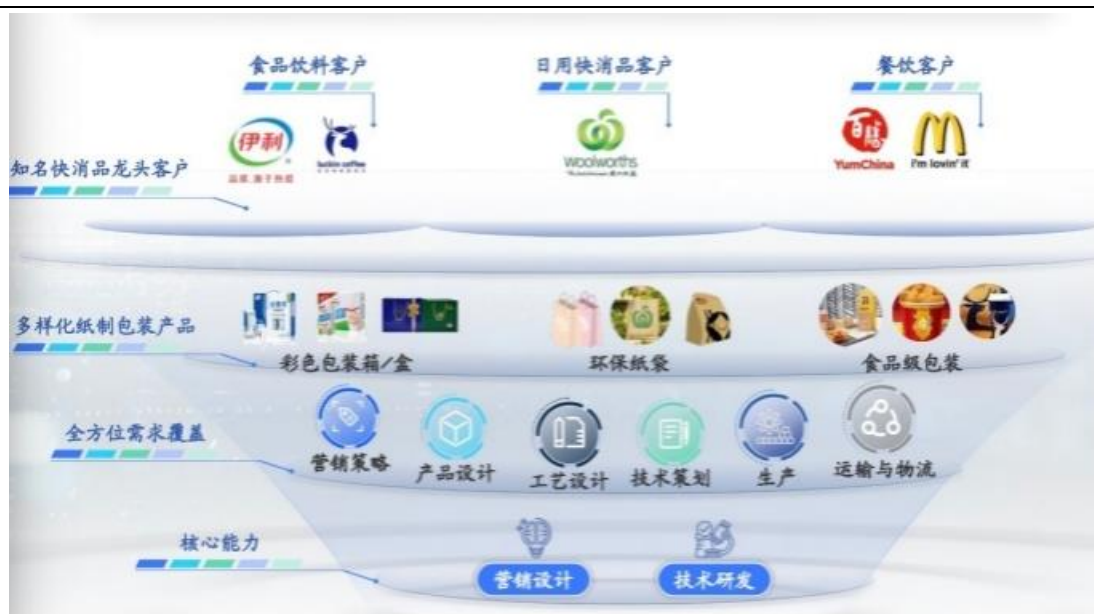 食品饮料客户
日用快消品客户
餐饮客户
伊利
luckin coffee
woolworths
百胜
YumChina
i'm lovin' it
知名快消品龙头客户
多样化纸制包装产品
彩色包装箱/盒
环保纸袋
食品级包装
全方位需求覆盖
营销策略
产品设计
工艺设计
技术策划
生产
运输与物流
核心能力
营销设计
技术研发